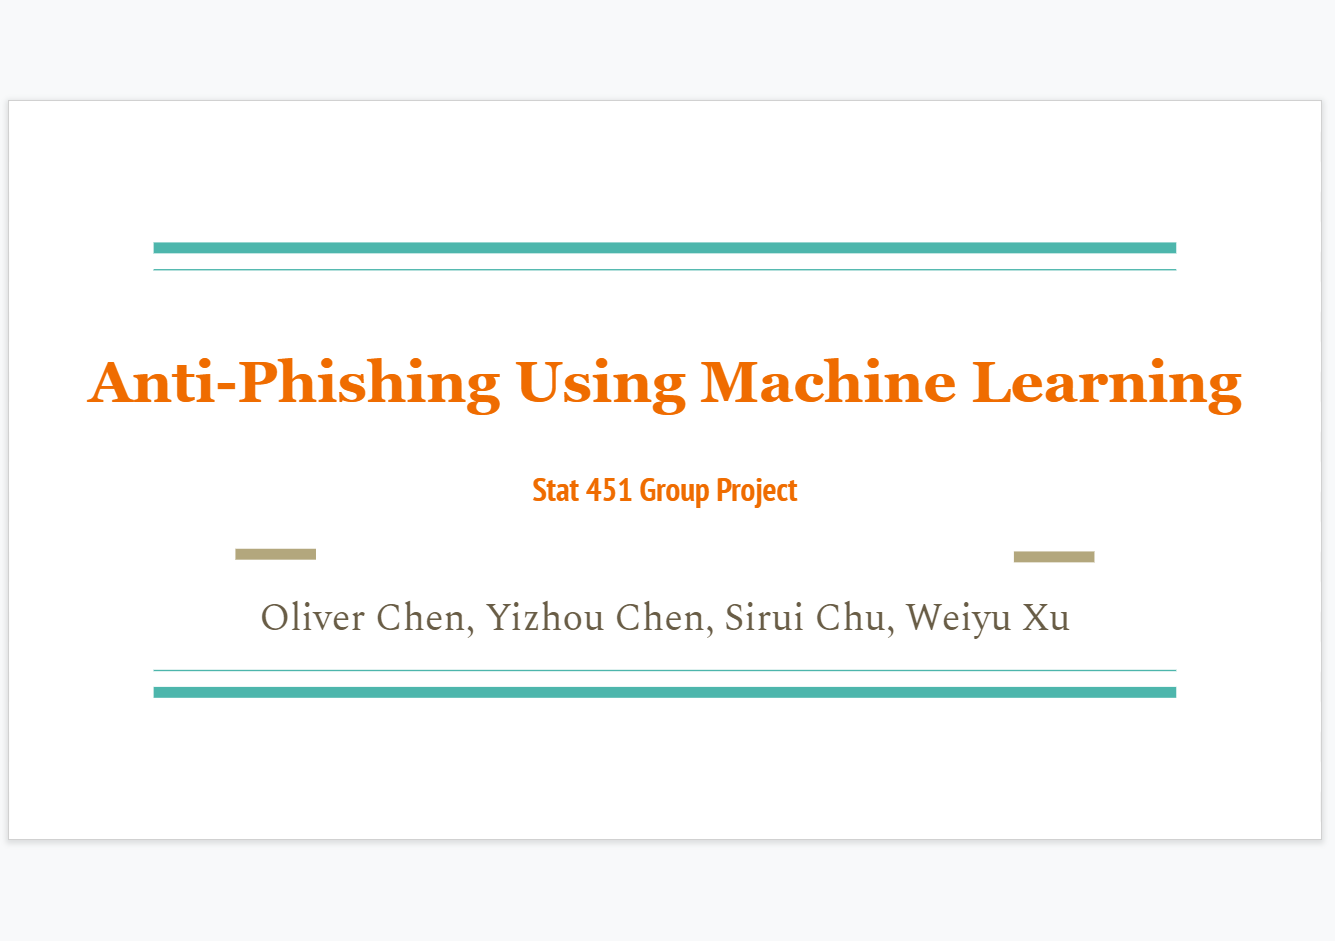 Anti-Phishing Using Machine Learning
Stat 451 Group Project
Oliver Chen, Yizhou Chen, Sirui Chu, Weiyu Xu